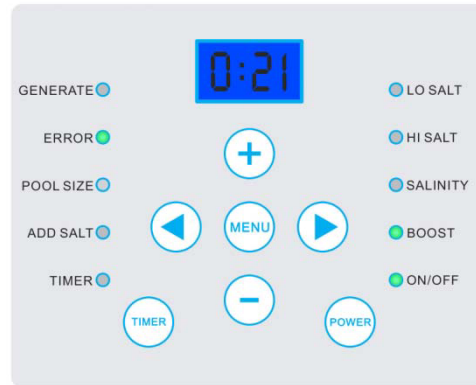 0:21
GENERATE
LO SALT
ERROR
HI SALT
+
POOL SIZE
SALINITY
ADD SALT
MENU
BOOST
TIMER
ON/OFF
−
TIMER
POWER